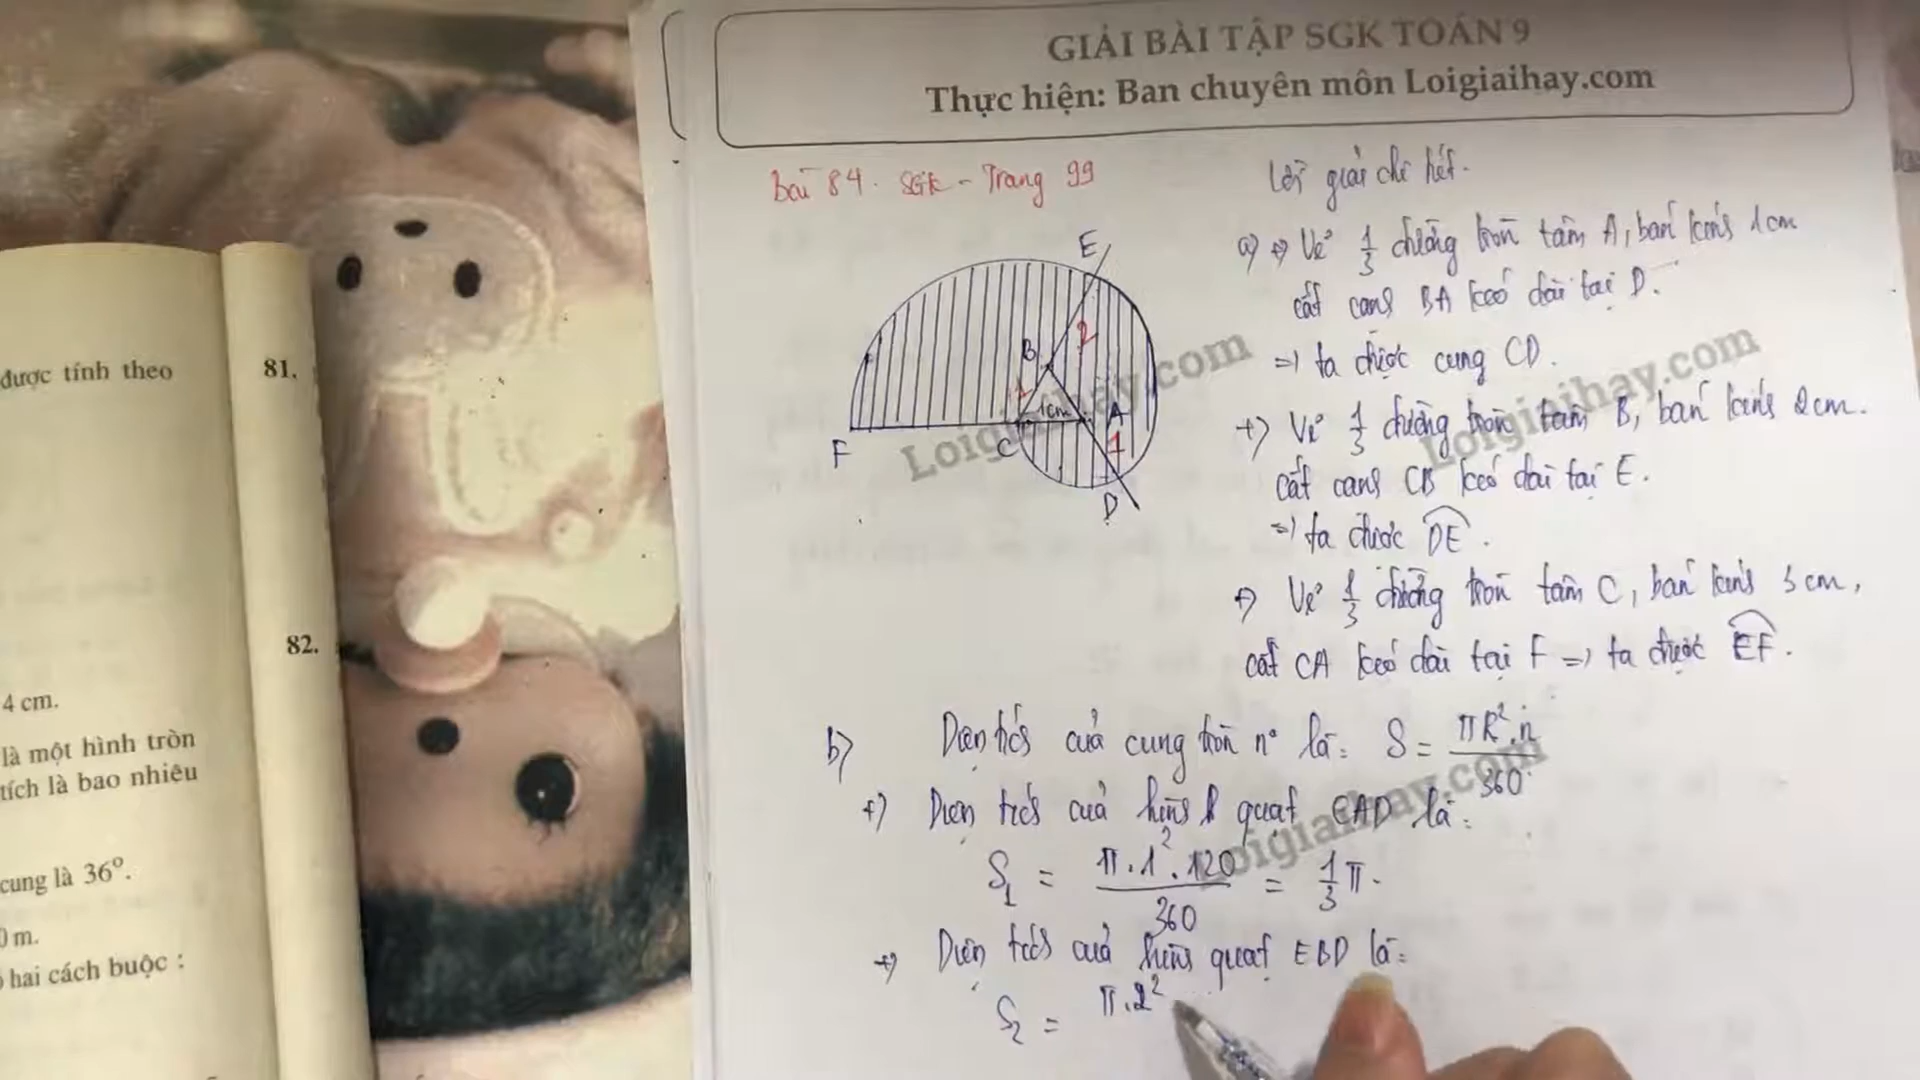 GIẢI BÀI TẬP SGK TOÁN 9
Thực hiện: Ban chuyên môn Loigiaihay.com
Bài 84. SGK - Trang 99
Lời giải chi tiết.
a) +) Vẽ 1/3 đường tròn tâm A, bán kính 1cm
cắt cạnh BA kéo dài tại D.
=> ta được cung CD.
+) Vẽ 1/3 đường tròn tâm B, bán kính 2cm.
cắt cạnh CB kéo dài tại E.
=> ta được DE.
+) Vẽ 1/3 đường tròn tâm C, bán kính 3cm,
cắt CA kéo dài tại F => ta được EF.
E
B
2
1
1cm
A
F
C
1
D
b) Diện tích của cung tròn n° là: S = πR².n / 360
+) Diện tích của hình quạt CAD là:
S₁ = π.1².120 / 360 = 1/3 π.
+) Diện tích của hình quạt EBD là:
S₂ = π.2²
được tính theo
81.
82.
4 cm.
là một hình tròn
tích là bao nhiêu
cung là 36°.
0 m.
hai cách buộc :
Loigiaihay.com
Loigiaihay.com
Loigiaihay.com